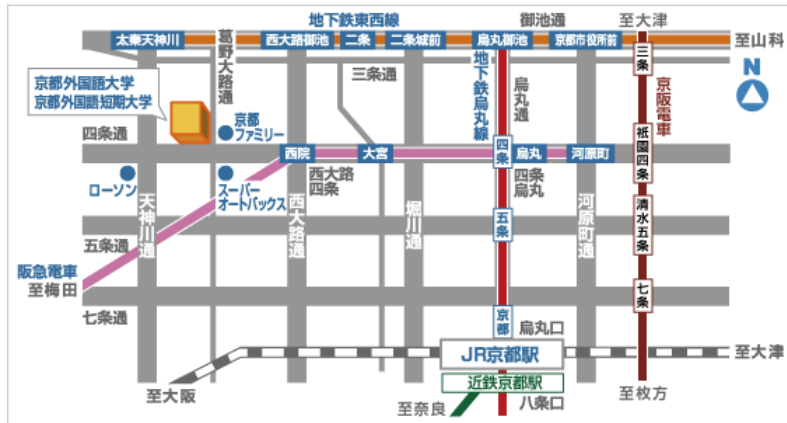 地下鉄東西線
御池通
至大津
太秦天神川
葛野大路通
西大路御池
二条
二条城前
烏丸御池
京都市役所前
至山科
三条
三条通
地下鉄烏丸線
烏丸通
京阪電車
N
京都外国語大学
京都外国語短期大学
京都
ファミリー
四条通
西院
大宮
四条
烏丸
河原町
祇園四条
ローソン
スーパー
オートバックス
西大路
四条
四条
烏丸
天神川通
西大路通
堀川通
五条
河原町通
清水五条
五条通
阪急電車
至梅田
七条通
七条
京都
烏丸口
JR京都駅
至大津
近鉄京都駅
至大阪
至奈良
八条口
至枚方